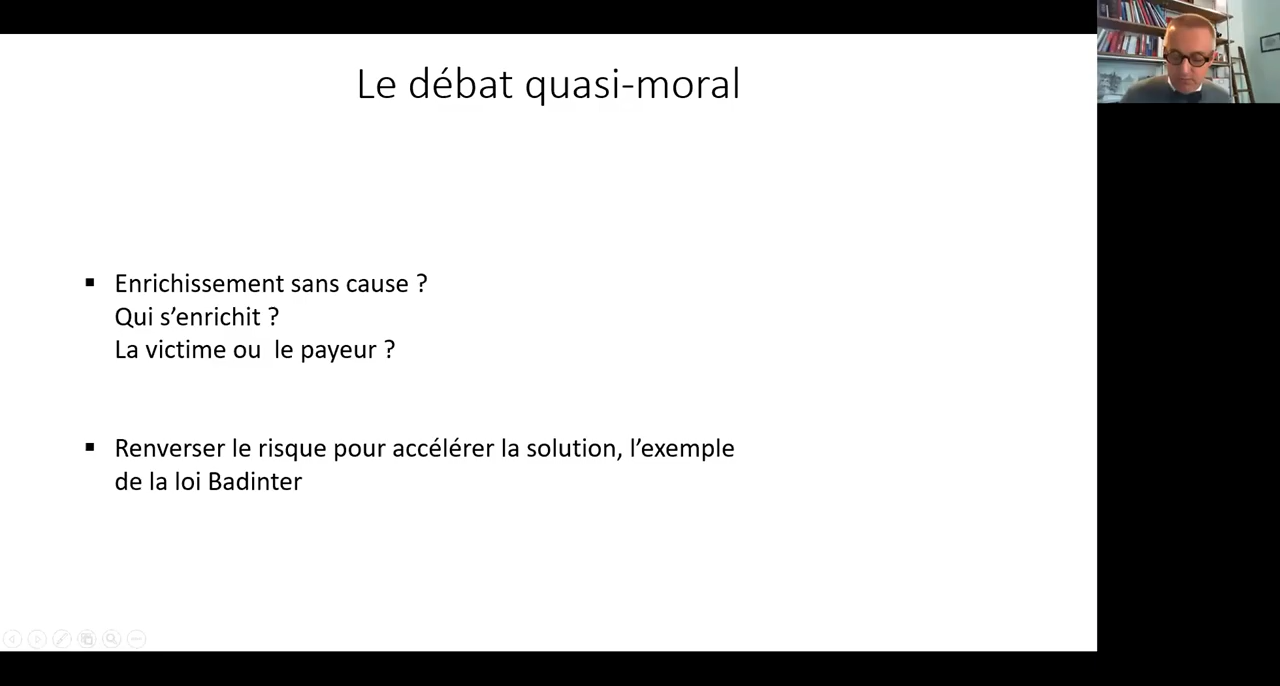 Le débat quasi-moral
Enrichissement sans cause ?
Qui s’enrichit ?
La victime ou  le payeur ?
Renverser le risque pour accélérer la solution, l’exemple
de la loi Badinter